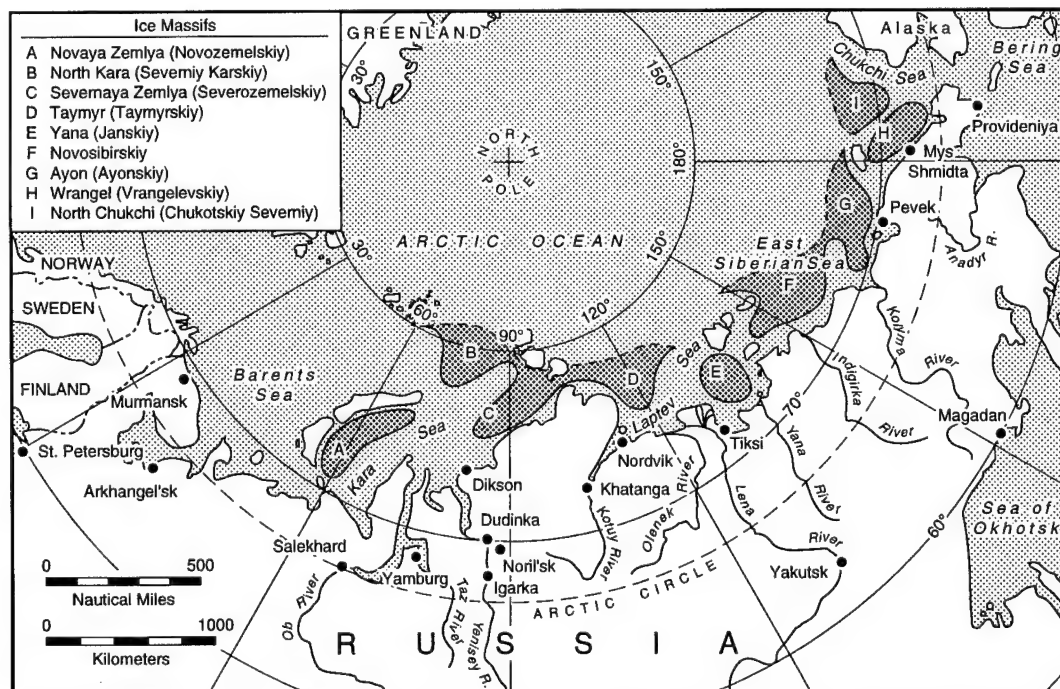 Ice Massifs
A Novaya Zemlya (Novozemelskiy)
B North Kara (Severniy Karskiy)
C Severnaya Zemlya (Severozemelskiy)
D Taymyr (Taymyrskiy)
E Yana (Janskiy)
F Novosibirskiy
G Ayon (Ayonskiy)
H Wrangel (Vrangelevskiy)
I North Chukchi (Chukotskiy Severniy)
GREENLAND
30°
150°
Alaska
Bering
Sea
Chukchi Sea
I
H
Provideniya
Mys
Shmidta
NORTH
POLE
180°
G
Pevek
Anadyr R.
ARCTIC OCEAN
150°
East
Siberian Sea
F
30°
60°
90°
120°
NORWAY
SWEDEN
FINLAND
Barents
Sea
B
C
D
Laptev
Sea
E
70°
Indigirka
River
Kolyma
River
Magadan
Murmansk
St. Petersburg
Arkhangel'sk
A
Kara
Sea
Dikson
Nordvik
Tiksi
Yana
River
Khatanga
Kotuy River
Olenek
River
Lena
River
60°
Sea of
Okhotsk
Salekhard
Dudinka
Noril'sk
Igarka
Yamburg
Yakutsk
ARCTIC CIRCLE
Ob
River
Taz
River
Yenisey R.
RUSSIA
0
500
Nautical Miles
0
1000
Kilometers